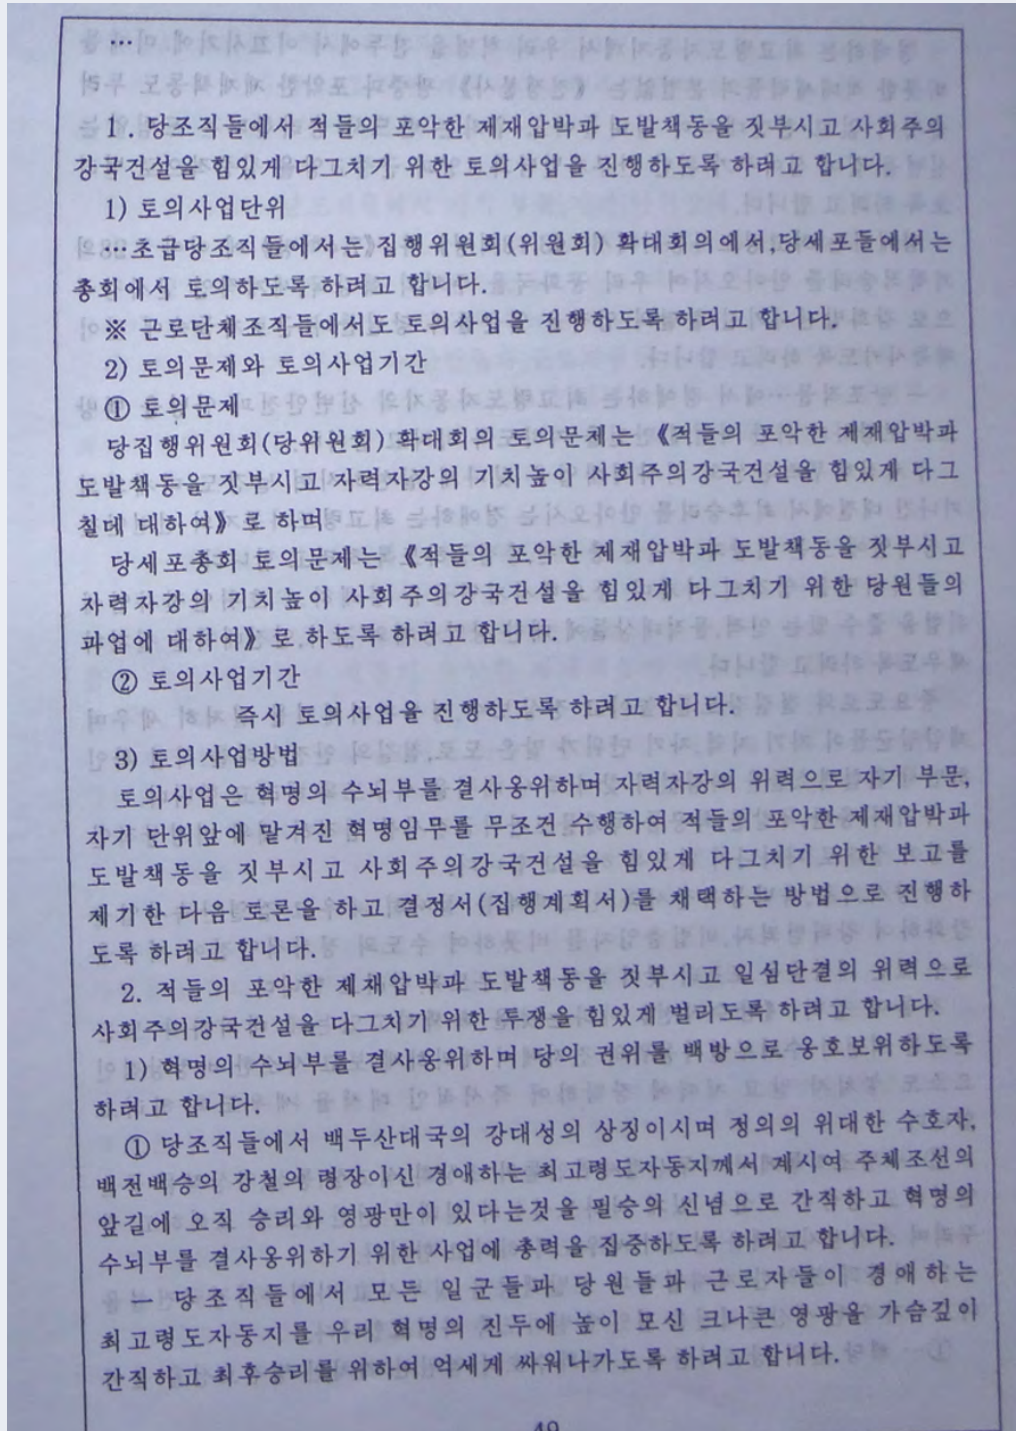 …
1. 당조직들에서 적들의 포악한 제재압박과 도발책동을 짓부시고 사회주의
강국건설을 힘있게 다그치기 위한 토의사업을 진행하도록 하려고 합니다.
1) 토의사업단위
…초급당조직들에서는 집행위원회(위원회) 확대회의에서,당세포들에서는
총회에서 토의하도록 하려고 합니다.
※ 근로단체조직들에서도 토의사업을 진행하도록 하려고 합니다.
2) 토의문제와 토의사업기간
① 토의문제
당집행위원회(당위원회) 확대회의 토의문제는 《적들의 포악한 제재압박과
도발책동을 짓부시고 자력자강의 기치높이 사회주의강국건설을 힘있게 다그
칠데 대하여》로 하며
당세포총회 토의문제는 《적들의 포악한 제재압박과 도발책동을 짓부시고
자력자강의 기치높이 사회주의강국건설을 힘있게 다그치기 위한 당원들의
과업에 대하여》로 하도록 하려고 합니다.
② 토의사업기간
즉시 토의사업을 진행하도록 하려고 합니다.
3) 토의사업방법
토의사업은 혁명의 수뇌부를 결사옹위하며 자력자강의 위력으로 자기 부문,
자기 단위앞에 맡겨진 혁명임무를 무조건 수행하여 적들의 포악한 제재압박과
도발책동을 짓부시고 사회주의강국건설을 힘있게 다그치기 위한 보고를
제기한 다음 토론을 하고 결정서(집행계획서)를 채택하는 방법으로 진행하
도록 하려고 합니다.
2. 적들의 포악한 제재압박과 도발책동을 짓부시고 일심단결의 위력으로
사회주의강국건설을 다그치기 위한 투쟁을 힘있게 벌리도록 하려고 합니다.
1) 혁명의 수뇌부를 결사옹위하며 당의 권위를 백방으로 옹호보위하도록
하려고 합니다.
① 당조직들에서 백두산대국의 강대성의 상징이시며 정의의 위대한 수호자,
백전백승의 강철의 령장이신 경애하는 최고령도자동지께서 계시여 주체조선의
앞길에 오직 승리와 영광만이 있다는것을 필승의 신념으로 간직하고 혁명의
수뇌부를 결사옹위하기 위한 사업에 총력을 집중하도록 하려고 합니다.
— 당조직들에서 모든 일군들과 당원들과 근로자들이 경애하는
최고령도자동지를 우리 혁명의 진두에 높이 모신 크나큰 영광을 가슴깊이
간직하고 최후승리를 위하여 억세게 싸워나가도록 하려고 합니다.
49